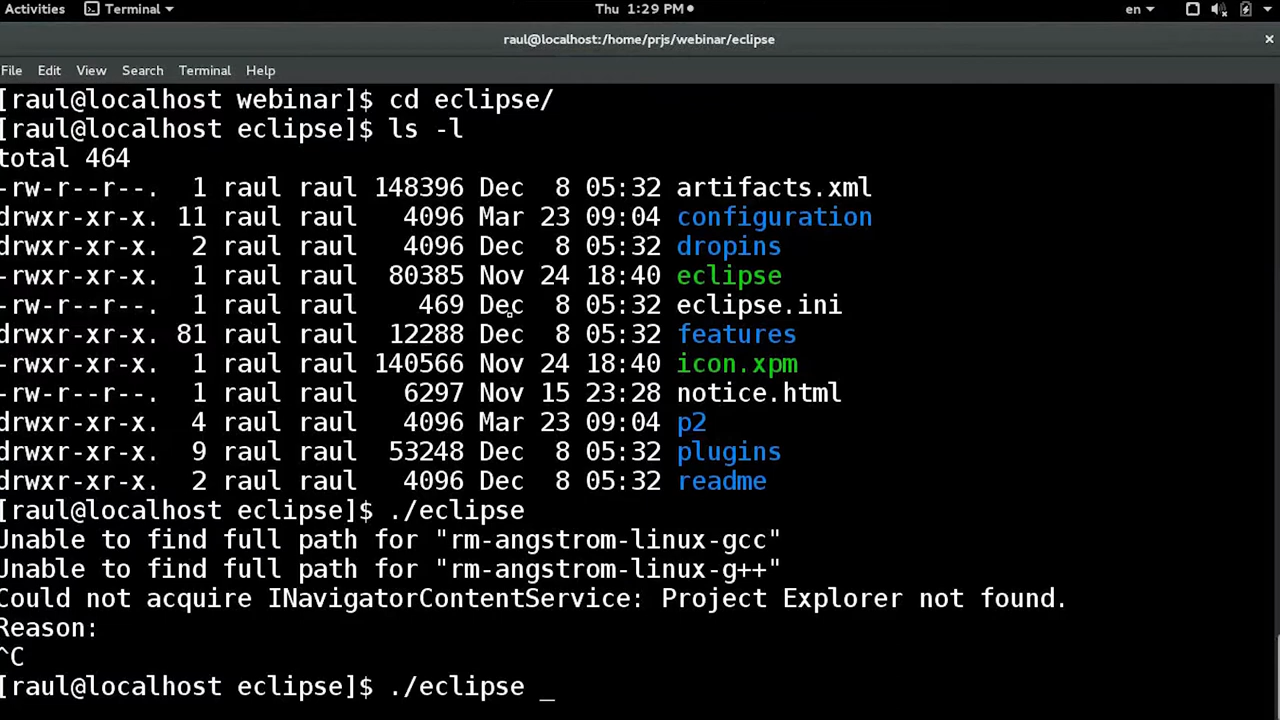 Activities Terminal Thu 1:29 PM en
raul@localhost:/home/prjs/webinar/eclipse ×
File Edit View Search Terminal Help
[raul@localhost webinar]$ cd eclipse/
[raul@localhost eclipse]$ ls -l
total 464
-rw-r--r--. 1 raul raul 148396 Dec 8 05:32 artifacts.xml
drwxr-xr-x. 11 raul raul 4096 Mar 23 09:04 configuration
drwxr-xr-x. 2 raul raul 4096 Dec 8 05:32 dropins
-rwxr-xr-x. 1 raul raul 80385 Nov 24 18:40 eclipse
-rw-r--r--. 1 raul raul 469 Dec 8 05:32 eclipse.ini
drwxr-xr-x. 81 raul raul 12288 Dec 8 05:32 features
-rwxr-xr-x. 1 raul raul 140566 Nov 24 18:40 icon.xpm
-rw-r--r--. 1 raul raul 6297 Nov 15 23:28 notice.html
drwxr-xr-x. 4 raul raul 4096 Mar 23 09:04 p2
drwxr-xr-x. 9 raul raul 53248 Dec 8 05:32 plugins
drwxr-xr-x. 2 raul raul 4096 Dec 8 05:32 readme
[raul@localhost eclipse]$ ./eclipse
Unable to find full path for "rm-angstrom-linux-gcc"
Unable to find full path for "rm-angstrom-linux-g++"
Could not acquire INavigatorContentService: Project Explorer not found.
Reason:
^C
[raul@localhost eclipse]$ ./eclipse _